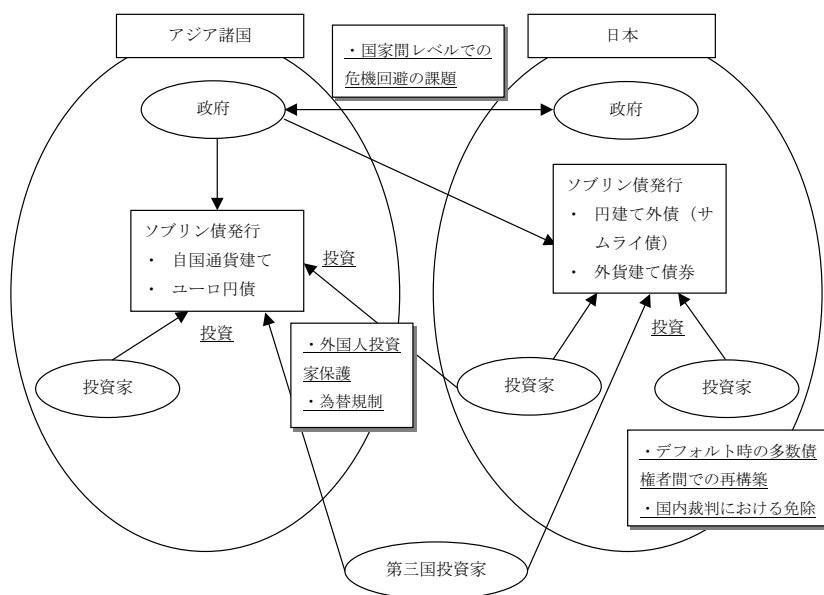 アジア諸国
・国家間レベルでの
危機回避の課題
日本
政府
政府
ソブリン債発行
・ 自国通貨建て
・ ユーロ円債
ソブリン債発行
・ 円建て外債（サ
ムライ債）
・ 外貨建て債券
投資
投資
投資
・外国人投資
家保護
・為替規制
投資家
投資家
投資家
・デフォルト時の多数債
権者間での再構築
・国内裁判における免除
第三国投資家